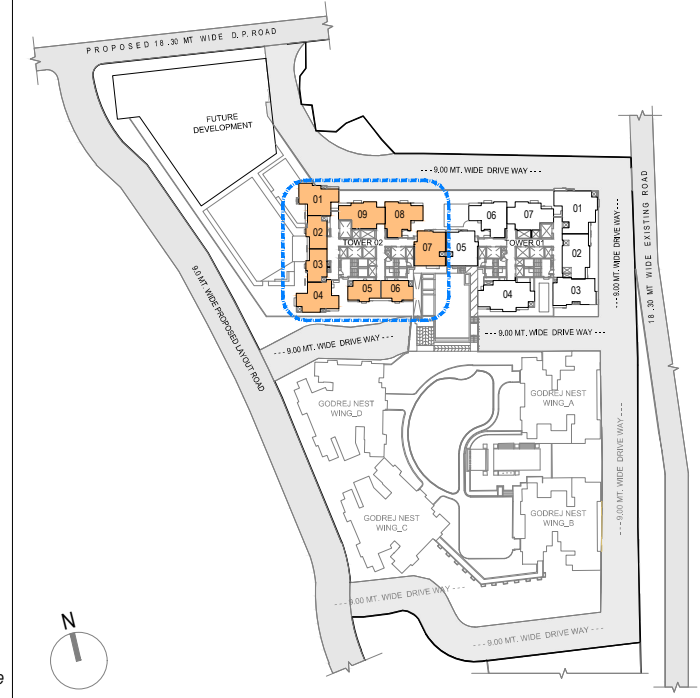 PROPOSED 18.30 MT WIDE D.P. ROAD
FUTURE
DEVELOPMENT
--- 9.00 MT. WIDE DRIVE WAY ---
01
09
08
02
TOWER 02
07
03
04
05
06
06
07
01
05
TOWER 01
02
04
03
--- 9.00 MT. WIDE DRIVE WAY ---
18.30 MT WIDE EXISTING ROAD
9.0 MT. WIDE PROPOSED LAYOUT ROAD
--- 9.00 MT. WIDE DRIVE WAY ---
--- 9.00 MT. WIDE DRIVE WAY ---
GODREJ NEST
WING_D
GODREJ NEST
WING_A
GODREJ NEST
WING_C
GODREJ NEST
WING_B
--- 9.00 MT. WIDE DRIVE WAY ---
--- 9.00 MT. WIDE DRIVE WAY ---
--- 9.00 MT. WIDE DRIVE WAY ---
N
e